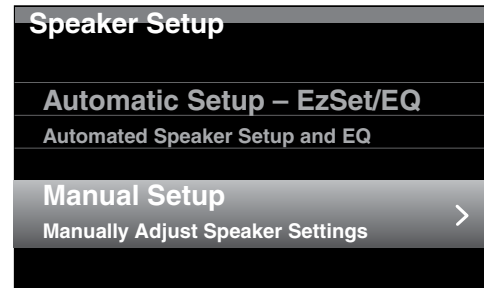 Speaker Setup
Automatic Setup – EzSet/EQ
Automated Speaker Setup and EQ
Manual Setup
Manually Adjust Speaker Settings